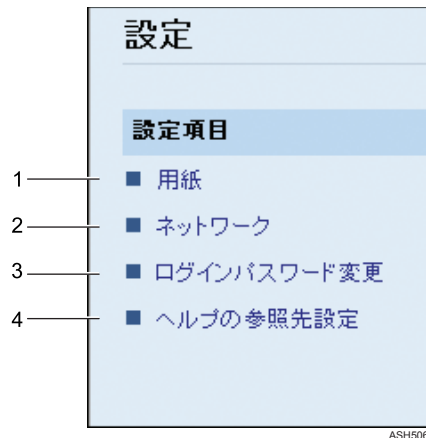 設定
設定項目
1 ■ 用紙
2 ■ ネットワーク
3 ■ ログインパスワード変更
4 ■ ヘルプの参照先設定
ASH506